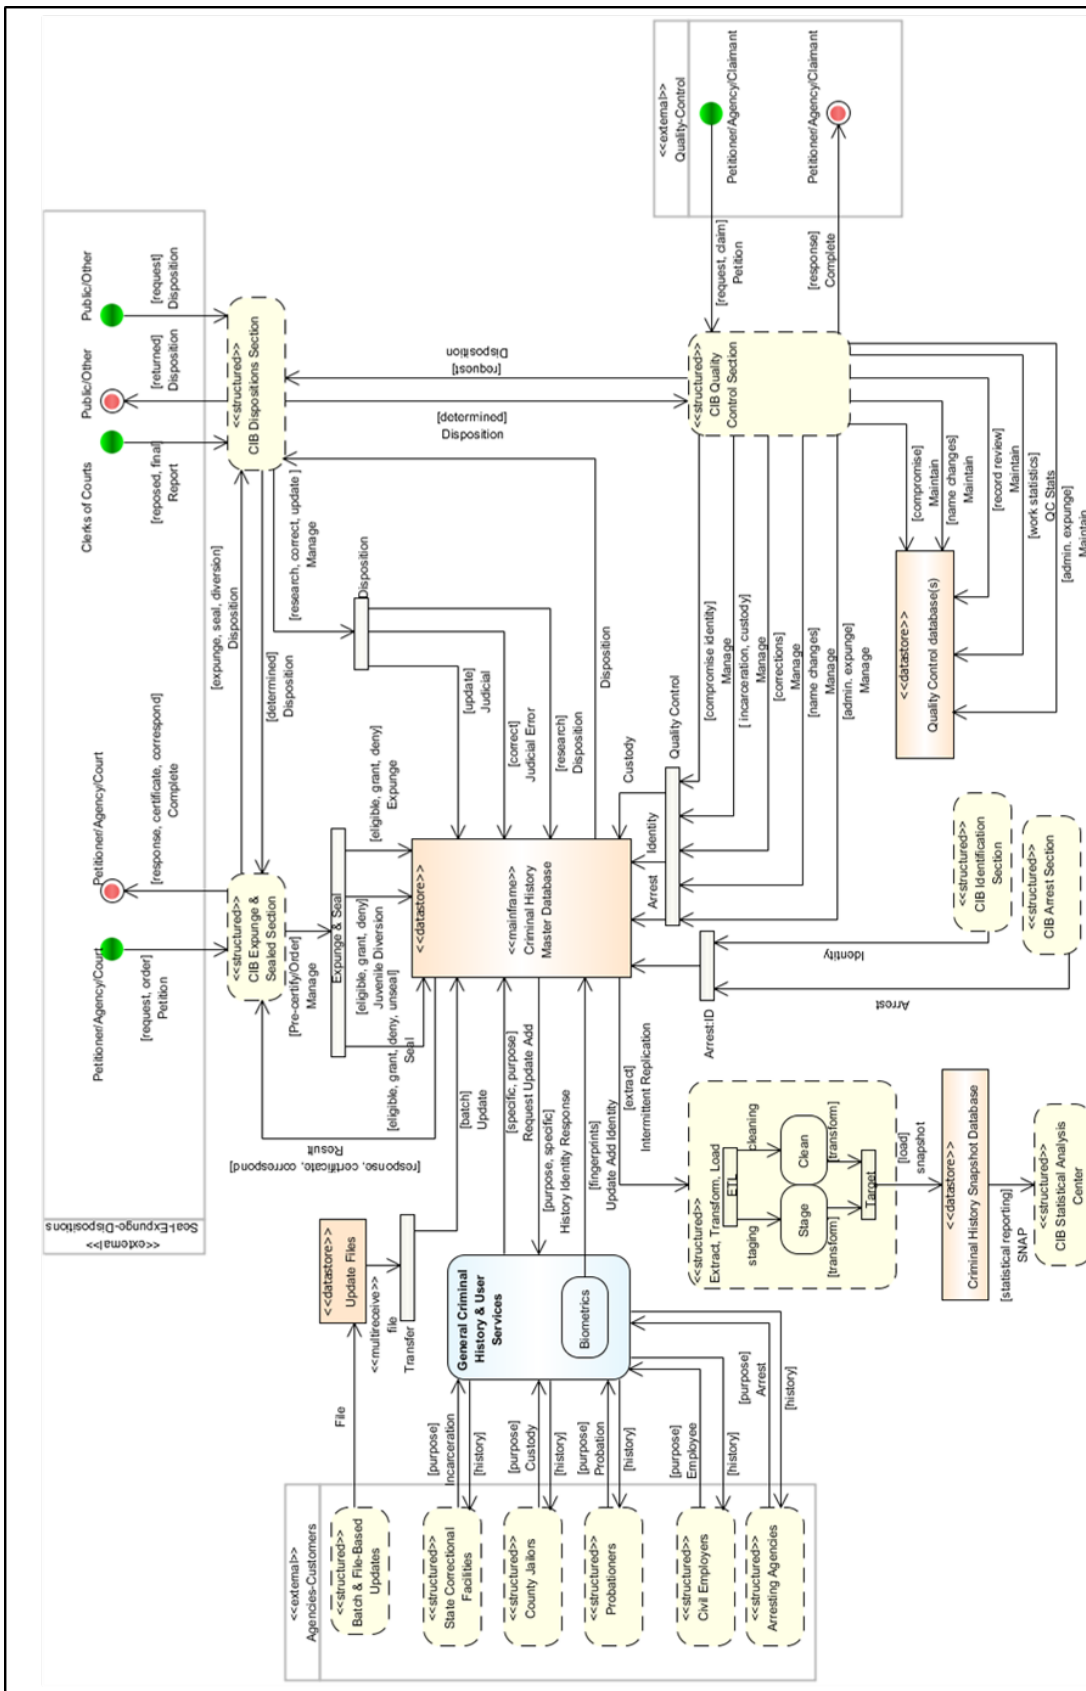 <<external>>
Seal-Expunge-Dispositions
Petitioner/Agency/Court
[request, order]
Petition
Petitioner/Agency/Court
[response, certificate, correspond]
Complete
Clerks of Courts
[reposed, final]
Report
Public/Other
[returned]
Disposition
Public/Other
[request]
Disposition
<<structured>>
CIB Expunge &
Sealed Section
<<structured>>
CIB Dispositions Section
[expunge, seal, diversion]
Disposition
[determined]
Disposition
[research, correct, update ]
Manage
Disposition
[update]
Judicial
[correct]
Judicial Error
[research]
Disposition
Disposition
[Pre-certify/Order]
Manage
Expunge & Seal
[eligible, grant, deny]
Expunge
[eligible, grant, deny]
Juvenile Diversion
[eligible, grant, deny, unseal]
Seal
[response, certificate, correspond]
Result
[request]
Disposition
[determined]
Disposition
<<external>>
Quality-Control
Petitioner/Agency/Claimant
Petitioner/Agency/Claimant
[request, claim]
Petition
[response]
Complete
<<structured>>
CIB Quality
Control Section
[compromise]
Maintain
[name changes]
Maintain
[record review]
Maintain
[work statistics]
QC Stats
[admin. expunge]
Maintain
<<datastore>>
Quality Control database(s)
[compromise identity]
Manage
[ incarceration, custody]
Manage
[corrections]
Manage
[name changes]
Manage
[admin. expunge]
Manage
Quality Control
Custody
Identity
Arrest
<<datastore>>
<<mainframe>>
Criminal History
Master Database
<<structured>>
CIB Identification
Section
<<structured>>
CIB Arrest Section
Identity
Arrest
Arrest:ID
<<datastore>>
Update Files
<<multireceive>>
file
Transfer
[batch]
Update
[specific, purpose]
Request Update Add
[purpose, specific]
History Identity Response
[fingerprints]
Update Add Identity
[extract]
Intermittent Replication
General Criminal
History & User
Services
Biometrics
<<structured>>
Extract, Transform, Load
ETL
staging
cleaning
Stage
Clean
[transform]
[transform]
Target
[load]
snapshot
<<datastore>>
Criminal History Snapshot Database
[statistical reporting]
SNAP
<<structured>>
CIB Statistical Analysis
Center
<<external>>
Agencies-Customers
<<structured>>
Batch & File-Based
Updates
File
<<structured>>
State Correctional
Facilities
[purpose]
Incarceration
[history]
<<structured>>
County Jailors
[purpose]
Custody
[history]
<<structured>>
Probationers
[purpose]
Probation
[history]
<<structured>>
Civil Employers
[purpose]
Employee
[history]
<<structured>>
Arresting Agencies
[purpose]
Arrest
[history]